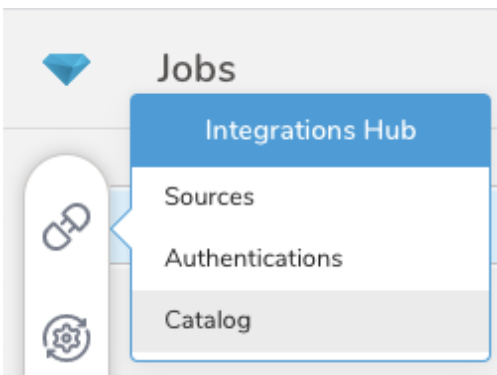 Jobs
Integrations Hub
Sources
Authentications
Catalog